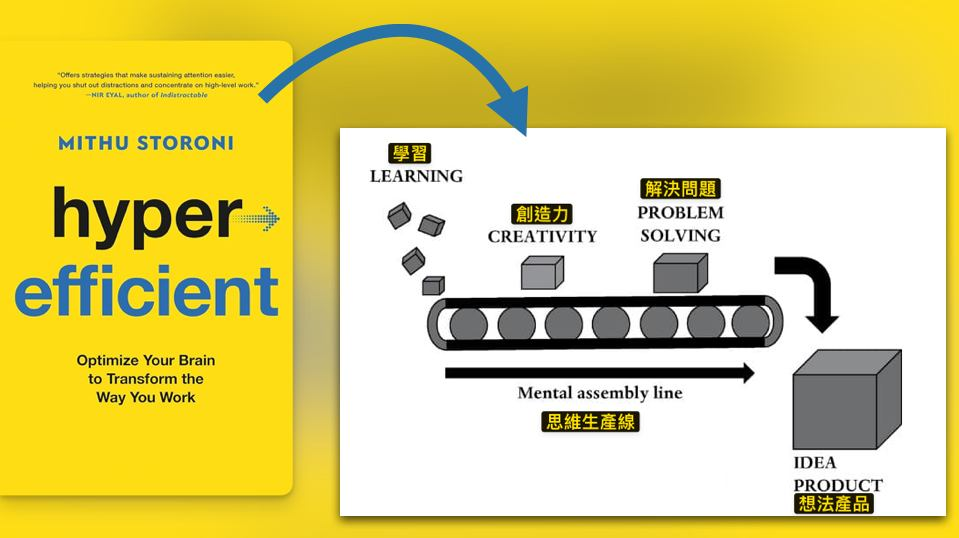 "Offers strategies that make sustaining attention easier,
helping you shut out distractions and concentrate on high-level work."
—NIR EYAL, author of Indistractable
MITHU STORONI
hyper
efficient
Optimize Your Brain
to Transform the
Way You Work
學習
LEARNING
創造力
CREATIVITY
解決問題
PROBLEM
SOLVING
Mental assembly line
思維生產線
IDEA
PRODUCT
想法產品